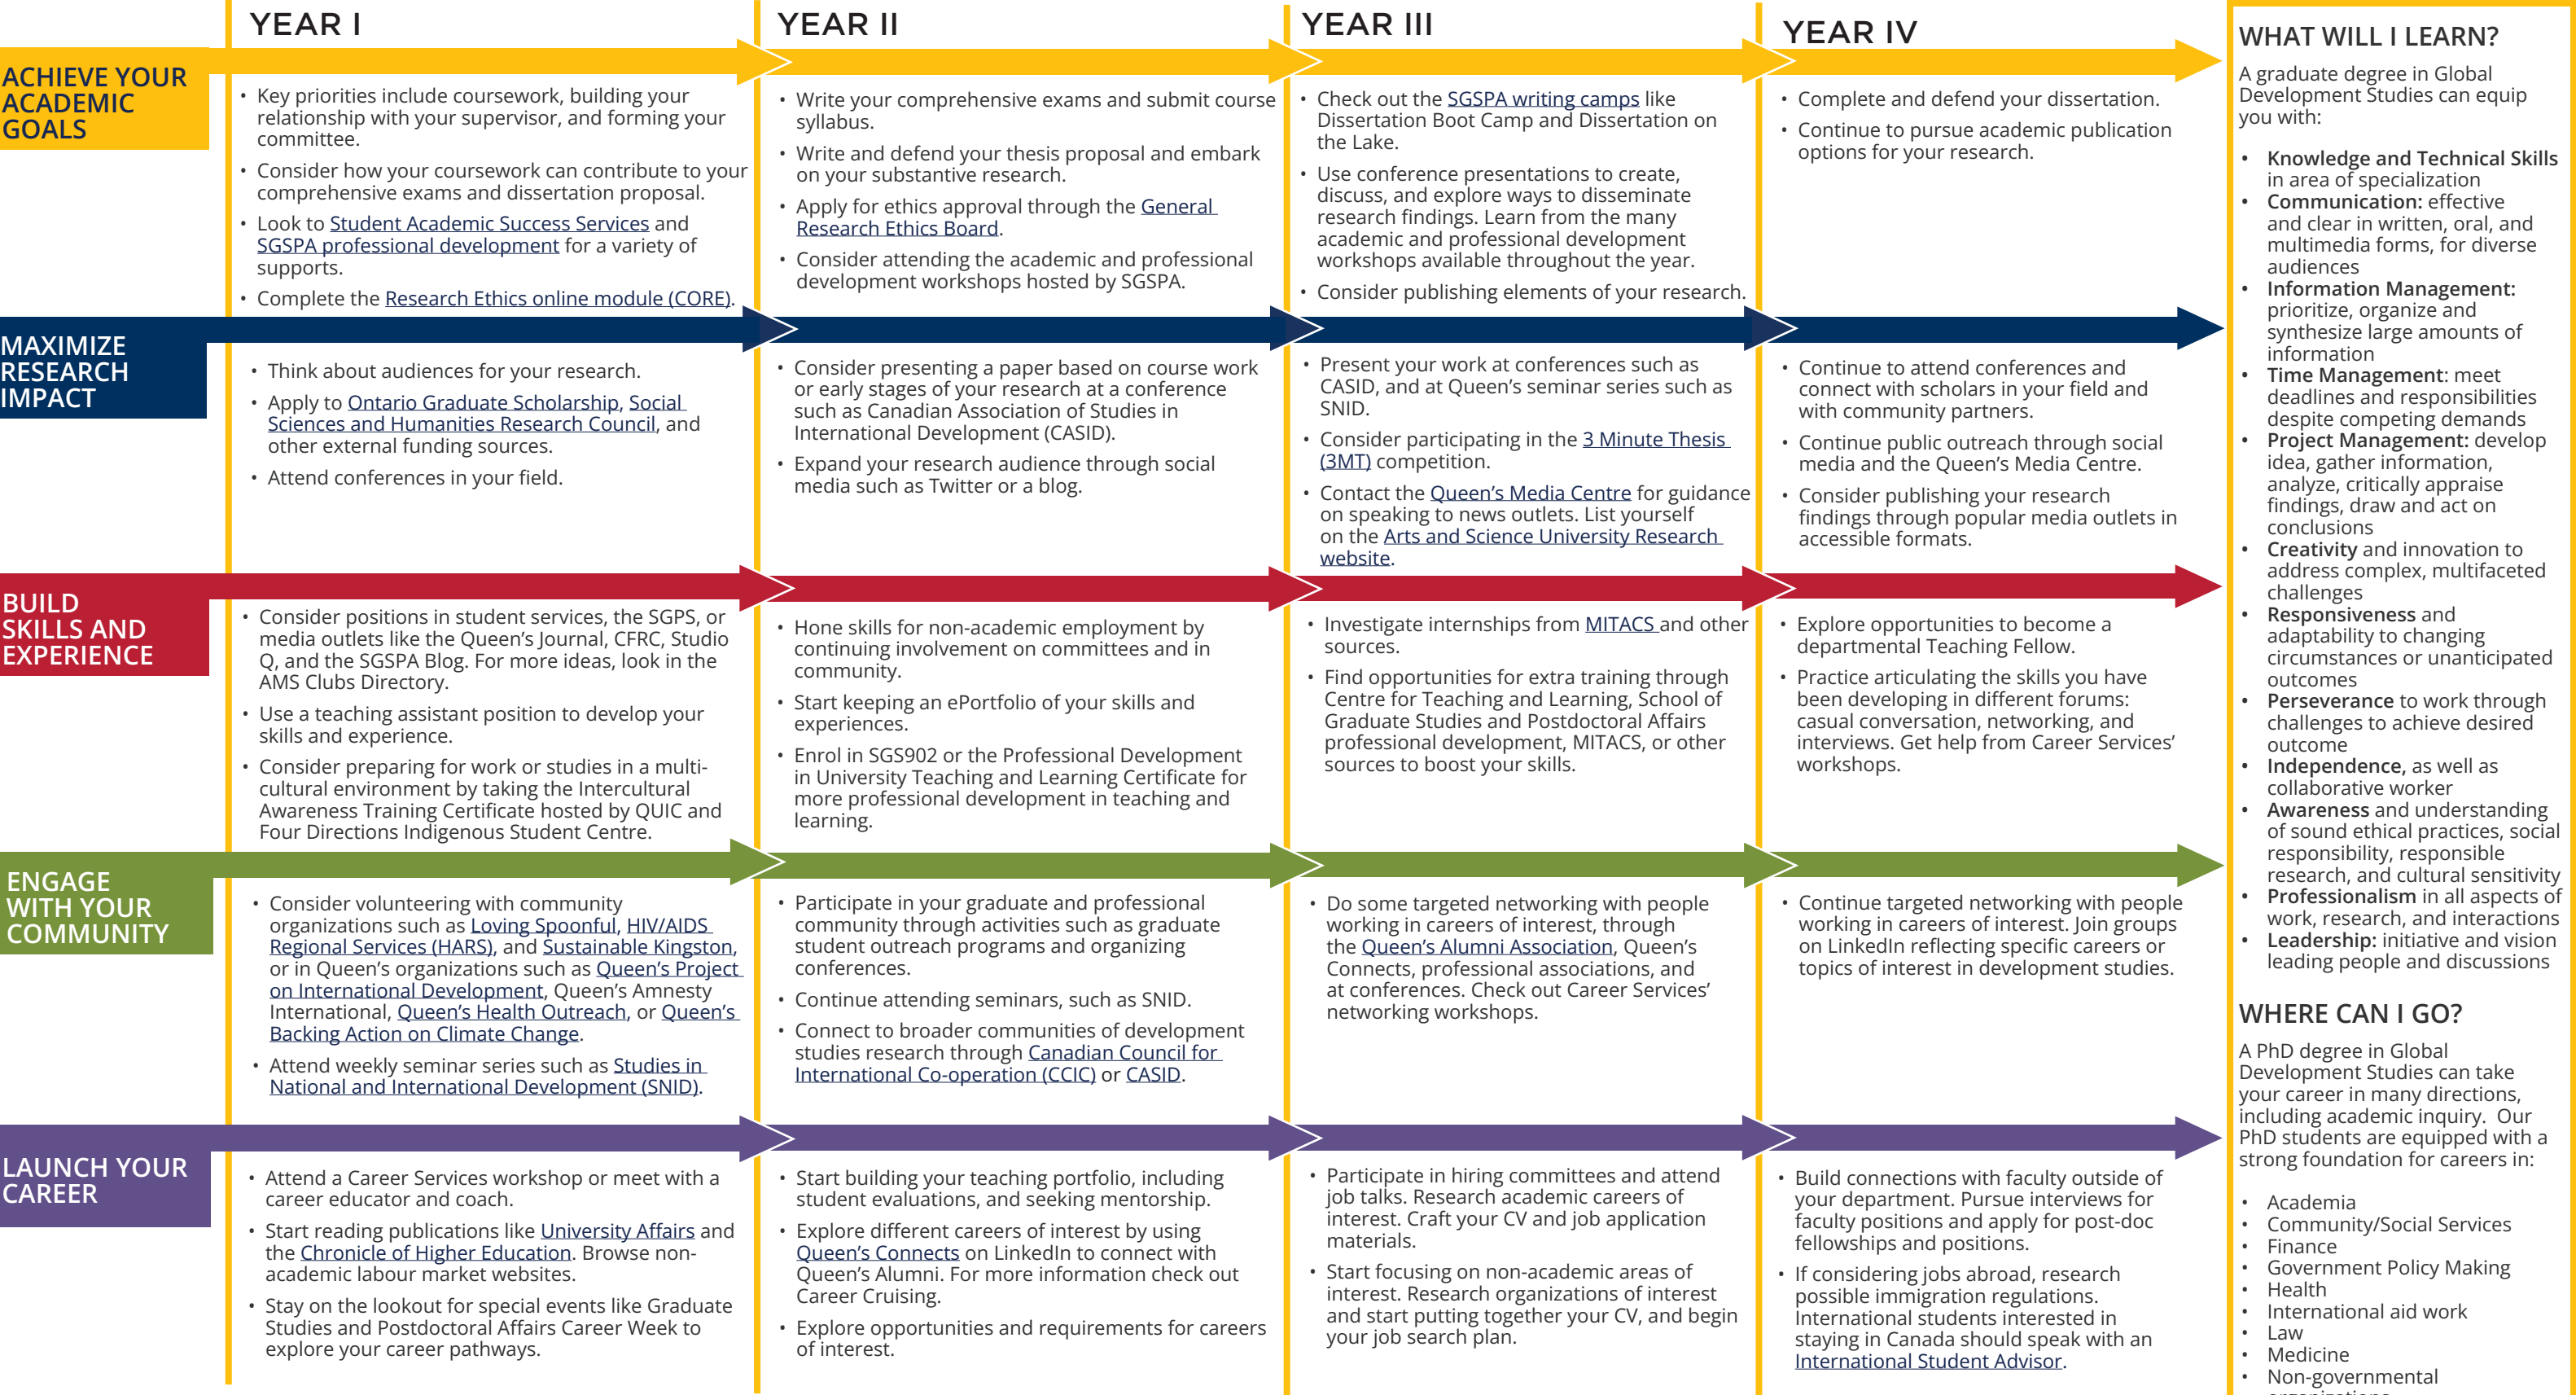 YEAR I
YEAR II
YEAR III
YEAR IV
ACHIEVE YOUR
ACADEMIC
GOALS
• Key priorities include coursework, building your
relationship with your supervisor, and forming your
committee.
• Consider how your coursework can contribute to your
comprehensive exams and dissertation proposal.
• Look to Student Academic Success Services and
SGSPA professional development for a variety of
supports.
• Complete the Research Ethics online module (CORE).
• Write your comprehensive exams and submit course
syllabus.
• Write and defend your thesis proposal and embark
on your substantive research.
• Apply for ethics approval through the General
Research Ethics Board.
• Consider attending the academic and professional
development workshops hosted by SGSPA.
• Check out the SGSPA writing camps like
Dissertation Boot Camp and Dissertation on
the Lake.
• Use conference presentations to create,
discuss, and explore ways to disseminate
research findings. Learn from the many
academic and professional development
workshops available throughout the year.
• Consider publishing elements of your research.
• Complete and defend your dissertation.
• Continue to pursue academic publication
options for your research.
MAXIMIZE
RESEARCH
IMPACT
• Think about audiences for your research.
• Apply to Ontario Graduate Scholarship, Social
Sciences and Humanities Research Council, and
other external funding sources.
• Attend conferences in your field.
• Consider presenting a paper based on course work
or early stages of your research at a conference
such as Canadian Association of Studies in
International Development (CASID).
• Expand your research audience through social
media such as Twitter or a blog.
• Present your work at conferences such as
CASID, and at Queen’s seminar series such as
SNID.
• Consider participating in the 3 Minute Thesis
(3MT) competition.
• Contact the Queen’s Media Centre for guidance
on speaking to news outlets. List yourself
on the Arts and Science University Research
website.
• Continue to attend conferences and
connect with scholars in your field and
with community partners.
• Continue public outreach through social
media and the Queen’s Media Centre.
• Consider publishing your research
findings through popular media outlets in
accessible formats.
BUILD
SKILLS AND
EXPERIENCE
• Consider positions in student services, the SGPS, or
media outlets like the Queen’s Journal, CFRC, Studio
Q, and the SGSPA Blog. For more ideas, look in the
AMS Clubs Directory.
• Use a teaching assistant position to develop your
skills and experience.
• Consider preparing for work or studies in a multi-
cultural environment by taking the Intercultural
Awareness Training Certificate hosted by QUIC and
Four Directions Indigenous Student Centre.
• Hone skills for non-academic employment by
continuing involvement on committees and in
community.
• Start keeping an ePortfolio of your skills and
experiences.
• Enrol in SGS902 or the Professional Development
in University Teaching and Learning Certificate for
more professional development in teaching and
learning.
• Investigate internships from MITACS and other
sources.
• Find opportunities for extra training through
Centre for Teaching and Learning, School of
Graduate Studies and Postdoctoral Affairs
professional development, MITACS, or other
sources to boost your skills.
• Explore opportunities to become a
departmental Teaching Fellow.
• Practice articulating the skills you have
been developing in different forums:
casual conversation, networking, and
interviews. Get help from Career Services’
workshops.
ENGAGE
WITH YOUR
COMMUNITY
• Consider volunteering with community
organizations such as Loving Spoonful, HIV/AIDS
Regional Services (HARS), and Sustainable Kingston,
or in Queen’s organizations such as Queen’s Project
on International Development, Queen’s Amnesty
International, Queen’s Health Outreach, or Queen’s
Backing Action on Climate Change.
• Attend weekly seminar series such as Studies in
National and International Development (SNID).
• Participate in your graduate and professional
community through activities such as graduate
student outreach programs and organizing
conferences.
• Continue attending seminars, such as SNID.
• Connect to broader communities of development
studies research through Canadian Council for
International Co-operation (CCIC) or CASID.
• Do some targeted networking with people
working in careers of interest, through
the Queen’s Alumni Association, Queen’s
Connects, professional associations, and
at conferences. Check out Career Services’
networking workshops.
• Continue targeted networking with people
working in careers of interest. Join groups
on LinkedIn reflecting specific careers or
topics of interest in development studies.
LAUNCH YOUR
CAREER
• Attend a Career Services workshop or meet with a
career educator and coach.
• Start reading publications like University Affairs and
the Chronicle of Higher Education. Browse non-
academic labour market websites.
• Stay on the lookout for special events like Graduate
Studies and Postdoctoral Affairs Career Week to
explore your career pathways.
• Start building your teaching portfolio, including
student evaluations, and seeking mentorship.
• Explore different careers of interest by using
Queen’s Connects on LinkedIn to connect with
Queen’s Alumni. For more information check out
Career Cruising.
• Explore opportunities and requirements for careers
of interest.
• Participate in hiring committees and attend
job talks. Research academic careers of
interest. Craft your CV and job application
materials.
• Start focusing on non-academic areas of
interest. Research organizations of interest
and start putting together your CV, and begin
your job search plan.
• Build connections with faculty outside of
your department. Pursue interviews for
faculty positions and apply for post-doc
fellowships and positions.
• If considering jobs abroad, research
possible immigration regulations.
International students interested in
staying in Canada should speak with an
International Student Advisor.
WHAT WILL I LEARN?
A graduate degree in Global
Development Studies can equip
you with:
• Knowledge and Technical Skills
in area of specialization
• Communication: effective
and clear in written, oral, and
multimedia forms, for diverse
audiences
• Information Management:
prioritize, organize and
synthesize large amounts of
information
• Time Management: meet
deadlines and responsibilities
despite competing demands
• Project Management: develop
idea, gather information,
analyze, critically appraise
findings, draw and act on
conclusions
• Creativity and innovation to
address complex, multifaceted
challenges
• Responsiveness and
adaptability to changing
circumstances or unanticipated
outcomes
• Perseverance to work through
challenges to achieve desired
outcome
• Independence, as well as
collaborative worker
• Awareness and understanding
of sound ethical practices, social
responsibility, responsible
research, and cultural sensitivity
• Professionalism in all aspects of
work, research, and interactions
• Leadership: initiative and vision
leading people and discussions
WHERE CAN I GO?
A PhD degree in Global
Development Studies can take
your career in many directions,
including academic inquiry. Our
PhD students are equipped with a
strong foundation for careers in:
• Academia
• Community/Social Services
• Finance
• Government Policy Making
• Health
• International aid work
• Law
• Medicine
• Non-governmental